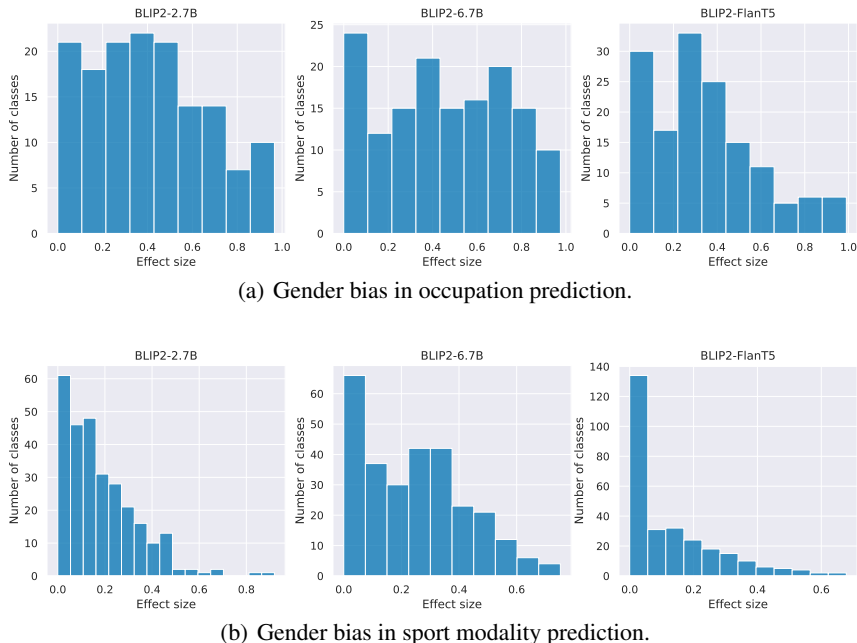 BLIP2-2.7B
BLIP2-6.7B
BLIP2-FlanT5
Number of classes
20
15
10
5
0
0.0 0.2 0.4 0.6 0.8 1.0
Effect size
Number of classes
25
20
15
10
5
0
0.0 0.2 0.4 0.6 0.8 1.0
Effect size
Number of classes
30
25
20
15
10
5
0
0.0 0.2 0.4 0.6 0.8 1.0
Effect size
(a) Gender bias in occupation prediction.
BLIP2-2.7B
BLIP2-6.7B
BLIP2-FlanT5
Number of classes
60
50
40
30
20
10
0
0.0 0.2 0.4 0.6 0.8
Effect size
Number of classes
60
50
40
30
20
10
0
0.0 0.2 0.4 0.6
Effect size
Number of classes
140
120
100
80
60
40
20
0
0.0 0.2 0.4 0.6
Effect size
(b) Gender bias in sport modality prediction.